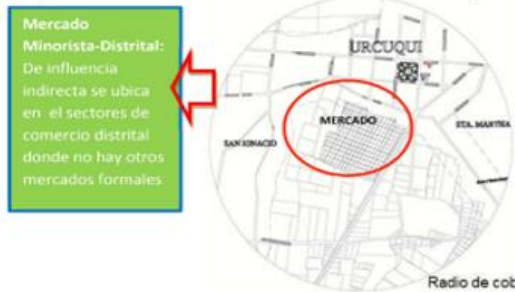 Mercado
Minorista-Distrital:
De influencia
indirecta se ubica
en el sectores de
comercio distrital
donde no hay otros
mercados formales
URCUQUI
MERCADO
SAN IGNACIO
STA. MARTHA
Radio de cob